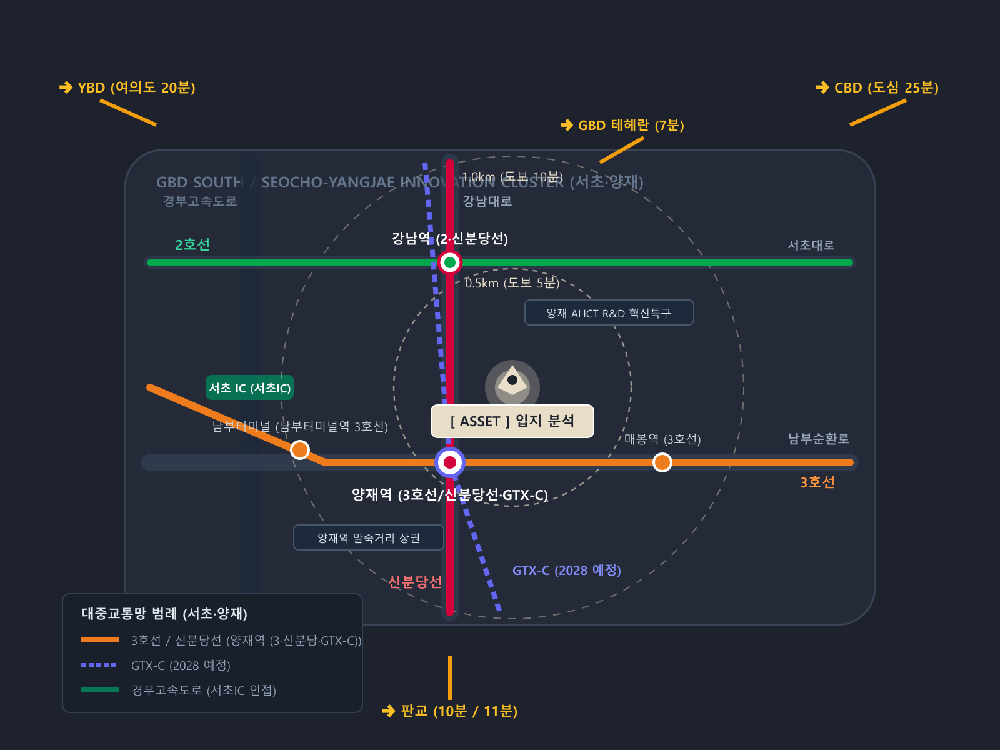 ➔ YBD (여의도 20분)
➔ CBD (도심 25분)
➔ GBD 테헤란 (7분)
1.0km (도보 10분)
GBD SOUTH / SEOCHO-YANGJAE INNOVATION CLUSTER (서초·양재)
경부고속도로
강남대로
강남역 (2·신분당선)
2호선
서초대로
0.5km (도보 5분)
양재 AI·ICT R&D 혁신특구
서초 IC (서초IC)
남부터미널 (남부터미널역 3호선)
[ ASSET ] 입지 분석
매봉역 (3호선)
남부순환로
3호선
양재역 (3호선/신분당선·GTX-C)
양재역 말죽거리 상권
GTX-C (2028 예정)
신분당선
대중교통망 범례 (서초·양재)
3호선 / 신분당선 (양재역 (3·신분당·GTX-C))
GTX-C (2028 예정)
경부고속도로 (서초IC 인접)
➔ 판교 (10분 / 11분)